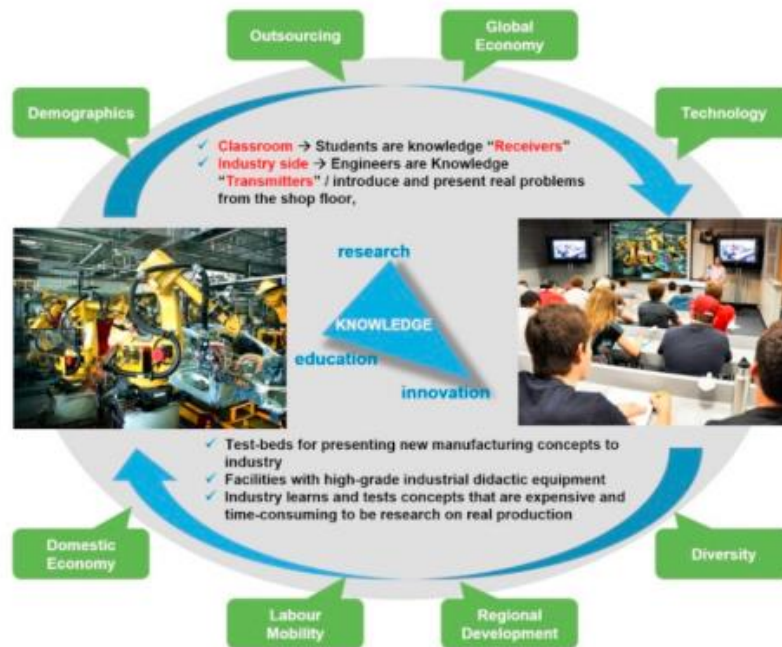 Outsourcing
Global
Economy
Demographics
Technology
✓ Classroom → Students are knowledge “Receivers”
✓ Industry side → Engineers are Knowledge
“Transmitters” / introduce and present real problems
from the shop floor,
research
KNOWLEDGE
education
innovation
✓ Test-beds for presenting new manufacturing concepts to
industry
✓ Facilities with high-grade industrial didactic equipment
✓ Industry learns and tests concepts that are expensive and
time-consuming to be research on real production
Domestic
Economy
Diversity
Labour
Mobility
Regional
Development